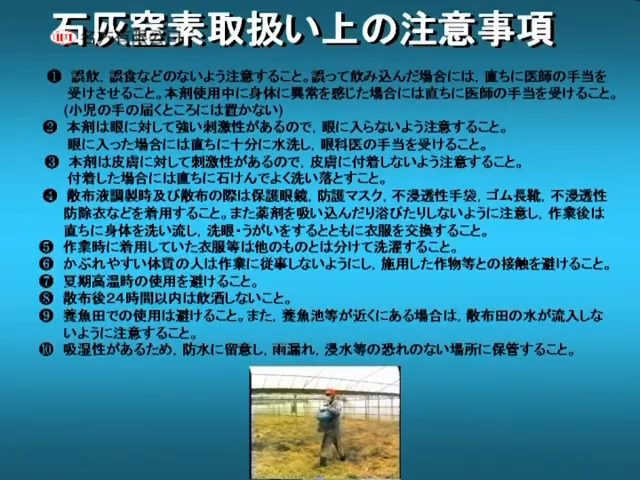 石灰窒素取扱い上の注意事項
❶ 誤飲，誤食などのないよう注意すること。誤って飲み込んだ場合には，直ちに医師の手当を
受けさせること。本剤使用中に身体に異常を感じた場合には直ちに医師の手当を受けること。
(小児の手の届くところには置かない)
❷ 本剤は眼に対して強い刺激性があるので，眼に入らないよう注意すること。
眼に入った場合には直ちに十分に水洗し，眼科医の手当を受けること。
❸ 本剤は皮膚に対して刺激性があるので，皮膚に付着しないよう注意すること。
付着した場合には直ちに石けんでよく洗い落とすこと。
❹ 散布液調製時及び散布の際は保護眼鏡，防護マスク，不浸透性手袋，ゴム長靴，不浸透性
防除衣などを着用すること。また薬剤を吸い込んだり浴びたりしないように注意し，作業後は
直ちに身体を洗い流し，洗眼・うがいをするとともに衣服を交換すること。
❺ 作業時に着用していた衣服等は他のものとは分けて洗濯すること。
❻ かぶれやすい体質の人は作業に従事しないようにし，施用した作物等との接触を避けること。
❼ 夏期高温時の使用を避けること。
❽ 散布後２４時間以内は飲酒しないこと。
❾ 養魚田での使用は避けること。また，養魚池等が近くにある場合は，散布田の水が流入しな
いように注意すること。
❿ 吸湿性があるため，防水に留意し，雨漏れ，浸水等の恐れのない場所に保管すること。